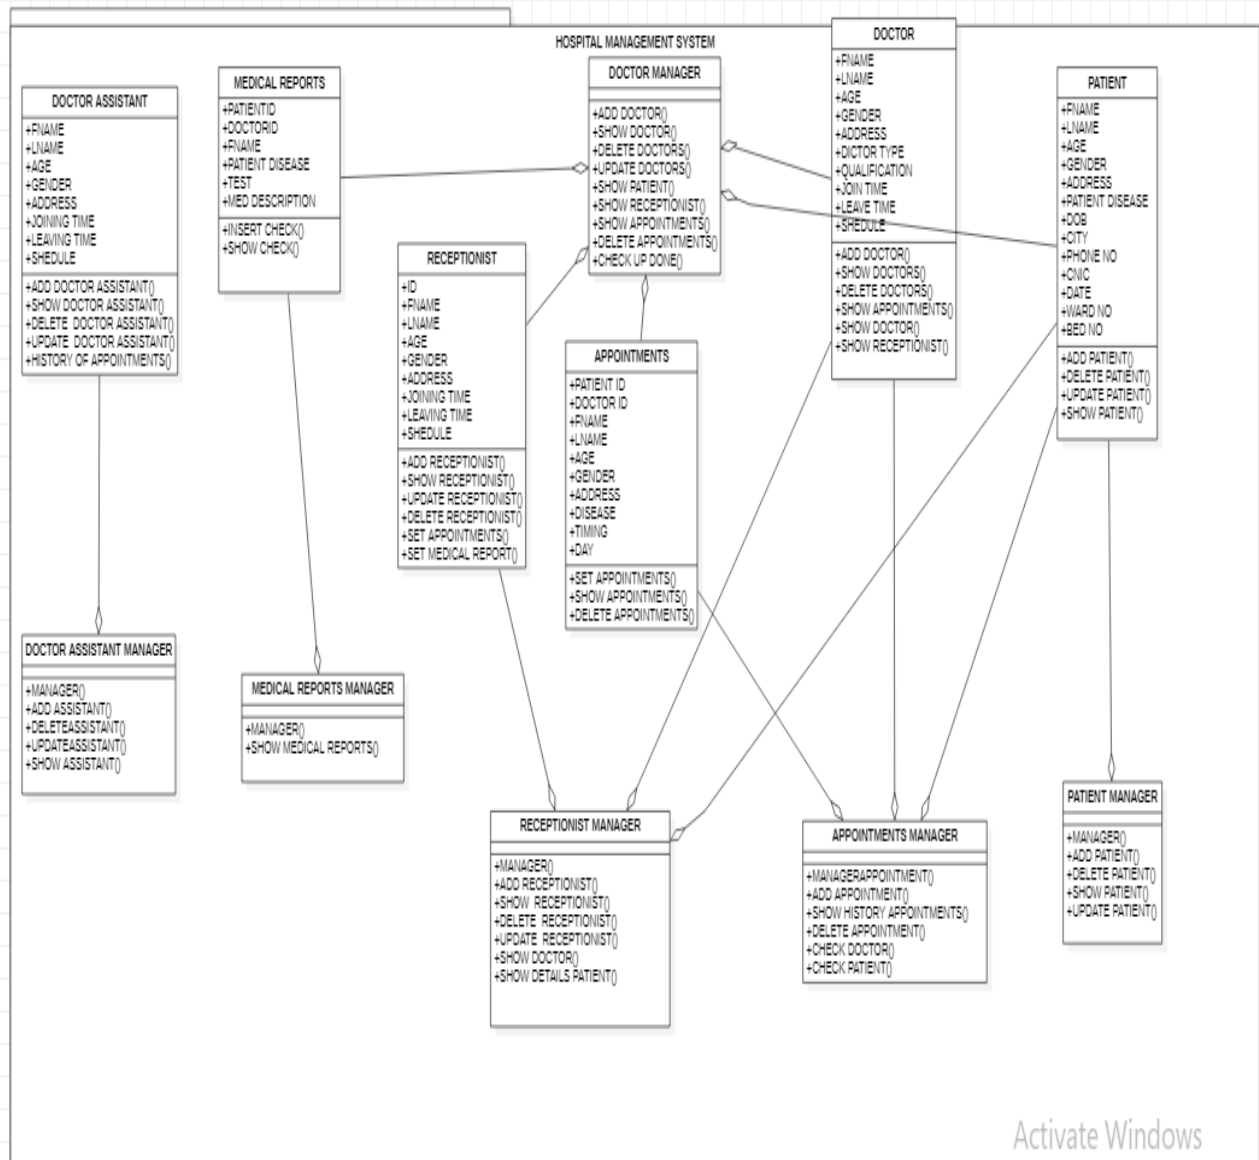 HOSPITAL MANAGEMENT SYSTEM
DOCTOR ASSISTANT
+FNAME
+LNAME
+AGE
+GENDER
+ADDRESS
+JOINING TIME
+LEAVING TIME
+SHEDULE
+ADD DOCTOR ASSISTANT()
+SHOW DOCTOR ASSISTANT()
+DELETE DOCTOR ASSISTANT()
+UPDATE DOCTOR ASSISTANT()
+HISTORY OF APPOINTMENTS()
MEDICAL REPORTS
+PATIENTID
+DOCTORID
+FNAME
+PATIENT DISEASE
+TEST
+MED DESCRIPTION
+INSERT CHECK()
+SHOW CHECK()
RECEPTIONIST
+ID
+FNAME
+LNAME
+AGE
+GENDER
+ADDRESS
+JOINING TIME
+LEAVING TIME
+SHEDULE
+ADD RECEPTIONIST()
+SHOW RECEPTIONIST()
+UPDATE RECEPTIONIST()
+DELETE RECEPTIONIST()
+SET APPOINTMENTS()
+SET MEDICAL REPORT()
DOCTOR MANAGER
+ADD DOCTOR()
+SHOW DOCTOR()
+DELETE DOCTORS()
+UPDATE DOCTORS()
+SHOW PATIENT()
+SHOW RECEPTIONIST()
+SHOW APPOINTMENTS()
+DELETE APPOINTMENTS()
+CHECK UP DONE()
APPOINTMENTS
+PATIENT ID
+DOCTOR ID
+FNAME
+LNAME
+AGE
+GENDER
+ADDRESS
+DISEASE
+TIMING
+DAY
+SET APPOINTMENTS()
+SHOW APPOINTMENTS()
+DELETE APPOINTMENTS()
DOCTOR
+FNAME
+LNAME
+AGE
+GENDER
+ADDRESS
+DICTOR TYPE
+QUALIFICATION
+JOIN TIME
+LEAVE TIME
+SHEDULE
+ADD DOCTOR()
+SHOW DOCTORS()
+DELETE DOCTORS()
+SHOW APPOINTMENTS()
+SHOW DOCTOR()
+SHOW RECEPTIONIST()
PATIENT
+FNAME
+LNAME
+AGE
+GENDER
+ADDRESS
+PATIENT DISEASE
+DOB
+CITY
+PHONE NO
+CNIC
+DATE
+WARD NO
+BED NO
+ADD PATIENT()
+DELETE PATIENT()
+UPDATE PATIENT()
+SHOW PATIENT()
DOCTOR ASSISTANT MANAGER
+MANAGER()
+ADD ASSISTANT()
+DELETEASSISTANT()
+UPDATEASSISTANT()
+SHOW ASSISTANT()
MEDICAL REPORTS MANAGER
+MANAGER()
+SHOW MEDICAL REPORTS()
RECEPTIONIST MANAGER
+MANAGER()
+ADD RECEPTIONIST()
+SHOW RECEPTIONIST()
+DELETE RECEPTIONIST()
+UPDATE RECEPTIONIST()
+SHOW DOCTOR()
+SHOW DETAILS PATIENT()
APPOINTMENTS MANAGER
+MANAGERAPPOINTMENT()
+ADD APPOINTMENT()
+SHOW HISTORY APPOINTMENTS()
+DELETE APPOINTMENT()
+CHECK DOCTOR()
+CHECK PATIENT()
PATIENT MANAGER
+MANAGER()
+ADD PATIENT()
+DELETE PATIENT()
+SHOW PATIENT()
+UPDATE PATIENT()
Activate Windows